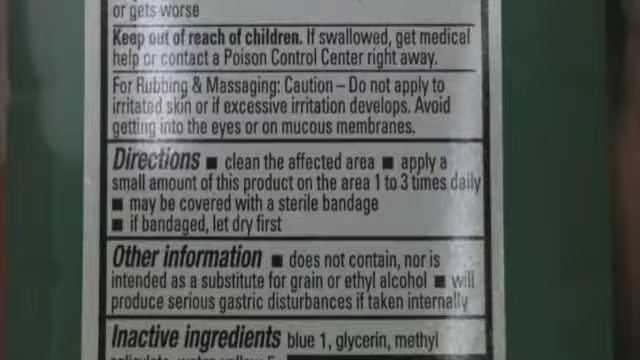 or gets worse
Keep out of reach of children. If swallowed, get medical
help or contact a Poison Control Center right away.
For Rubbing & Massaging: Caution – Do not apply to
irritated skin or if excessive irritation develops. Avoid
getting into the eyes or on mucous membranes.
Directions ■ clean the affected area ■ apply a
small amount of this product on the area 1 to 3 times daily
■ may be covered with a sterile bandage
■ if bandaged, let dry first
Other information ■ does not contain, nor is
intended as a substitute for grain or ethyl alcohol ■ will
produce serious gastric disturbances if taken internally
Inactive ingredients blue 1, glycerin, methyl
salicylate, water, yellow 5